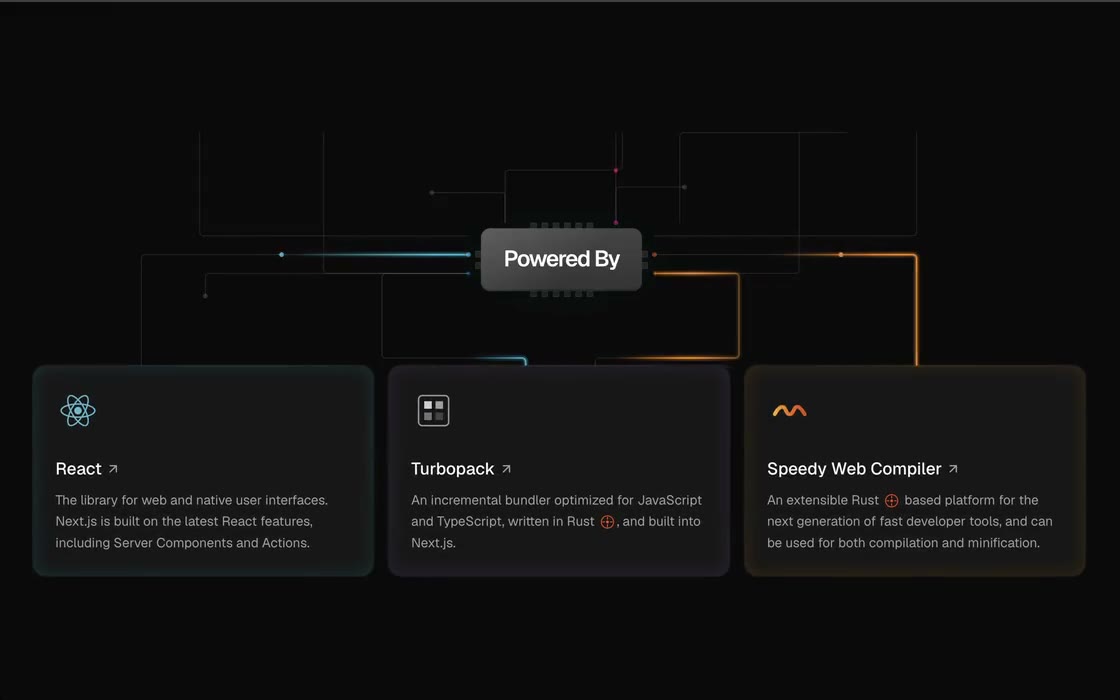 Powered By
React
The library for web and native user interfaces.
Next.js is built on the latest React features,
including Server Components and Actions.
Turbopack
An incremental bundler optimized for JavaScript
and TypeScript, written in Rust , and built into
Next.js.
Speedy Web Compiler
An extensible Rust based platform for the
next generation of fast developer tools, and can
be used for both compilation and minification.